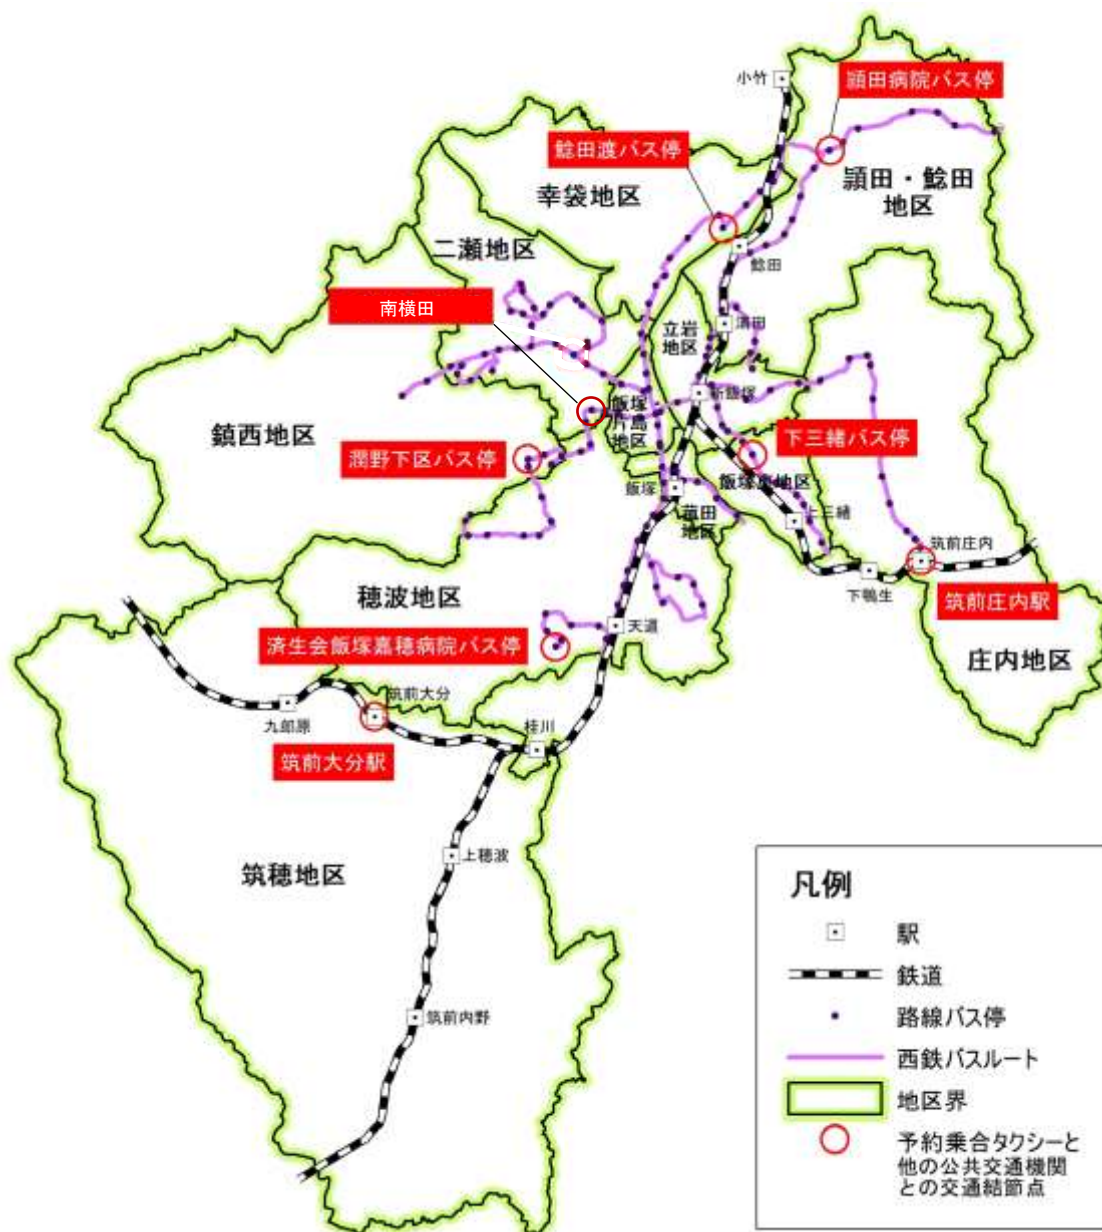 小竹
頴田病院バス停
鯰田渡バス停
頴田・鯰田
地区
幸袋地区
二瀬地区
鯰田
南横田
立岩
地区
浦田
新飯塚
飯塚
片島
地区
鎮西地区
下三緒バス停
潤野下区バス停
飯塚東地区
飯塚
菰田
地区
上三緒
筑前庄内
下鴨生
筑前庄内駅
穂波地区
天道
済生会飯塚嘉穂病院バス停
庄内地区
筑前大分
九郎原
桂川
筑前大分駅
上穂波
筑穂地区
筑前内野
凡例
駅
鉄道
路線バス停
西鉄バスルート
地区界
予約乗合タクシーと
他の公共交通機関
との交通結節点